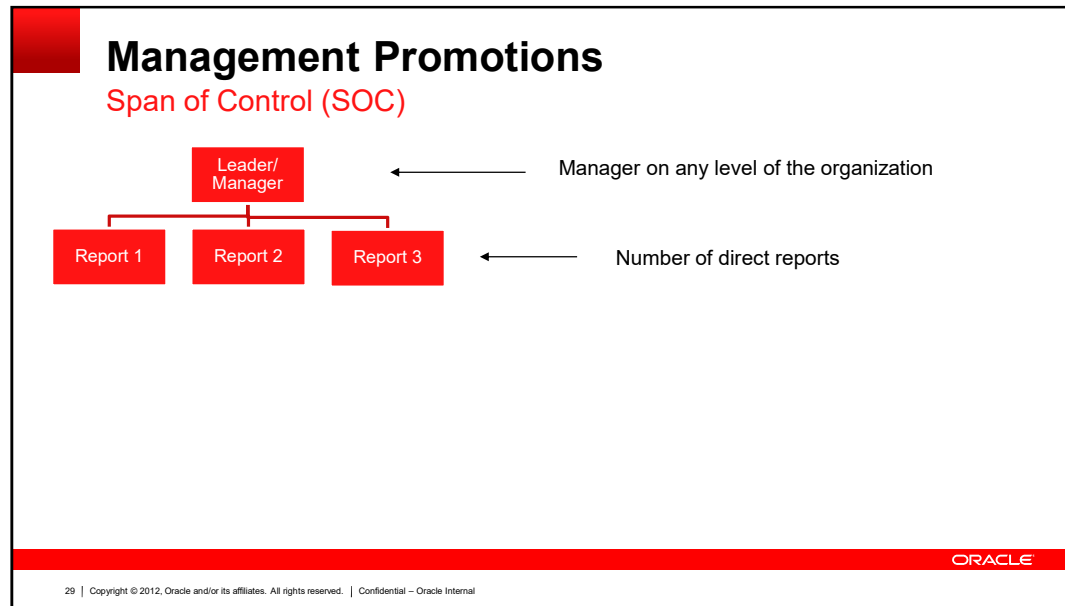 Management Promotions
Span of Control (SOC)
Leader/
Manager
Manager on any level of the organization
Report 1
Report 2
Report 3
Number of direct reports
ORACLE
29 | Copyright © 2012, Oracle and/or its affiliates. All rights reserved. | Confidential – Oracle Internal